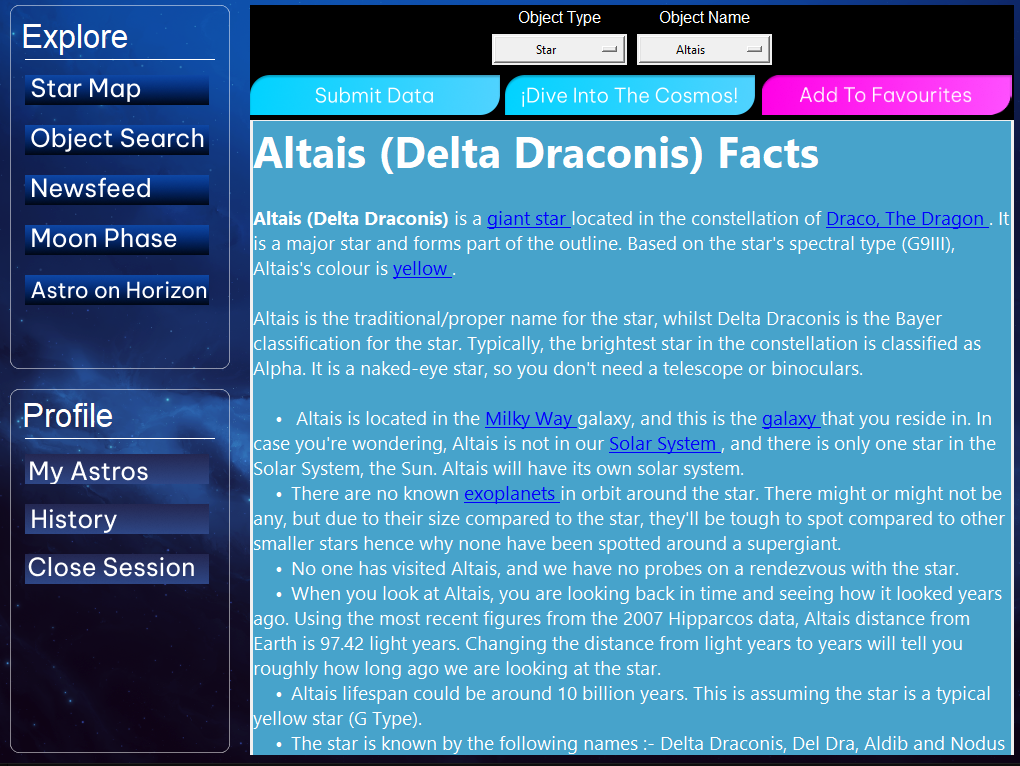 Explore
Star Map
Object Search
Newsfeed
Moon Phase
Astro on Horizon
Profile
My Astros
History
Close Session
Object Type
Object Name
Star
Altais
Submit Data
¡Dive Into The Cosmos!
Add To Favourites
Altais (Delta Draconis) Facts
Altais (Delta Draconis) is a giant star located in the constellation of Draco, The Dragon . It
is a major star and forms part of the outline. Based on the star's spectral type (G9III),
Altais's colour is yellow .
Altais is the traditional/proper name for the star, whilst Delta Draconis is the Bayer
classification for the star. Typically, the brightest star in the constellation is classified as
Alpha. It is a naked-eye star, so you don't need a telescope or binoculars.
• Altais is located in the Milky Way galaxy, and this is the galaxy that you reside in. In
case you're wondering, Altais is not in our Solar System , and there is only one star in the
Solar System, the Sun. Altais will have its own solar system.
• There are no known exoplanets in orbit around the star. There might or might not be
any, but due to their size compared to the star, they'll be tough to spot compared to other
smaller stars hence why none have been spotted around a supergiant.
• No one has visited Altais, and we have no probes on a rendezvous with the star.
• When you look at Altais, you are looking back in time and seeing how it looked years
ago. Using the most recent figures from the 2007 Hipparcos data, Altais distance from
Earth is 97.42 light years. Changing the distance from light years to years will tell you
roughly how long ago we are looking at the star.
• Altais lifespan could be around 10 billion years. This is assuming the star is a typical
yellow star (G Type).
• The star is known by the following names :- Delta Draconis, Del Dra, Aldib and Nodus